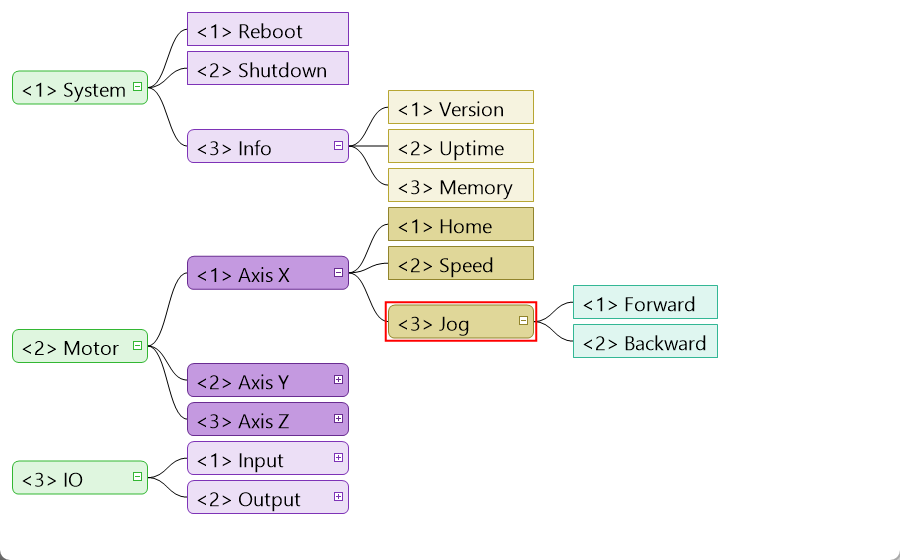 <1> System
<1> Reboot
<2> Shutdown
<3> Info
<1> Version
<2> Uptime
<3> Memory
<2> Motor
<1> Axis X
<1> Home
<2> Speed
<3> Jog
<1> Forward
<2> Backward
<2> Axis Y
<3> Axis Z
<3> IO
<1> Input
<2> Output